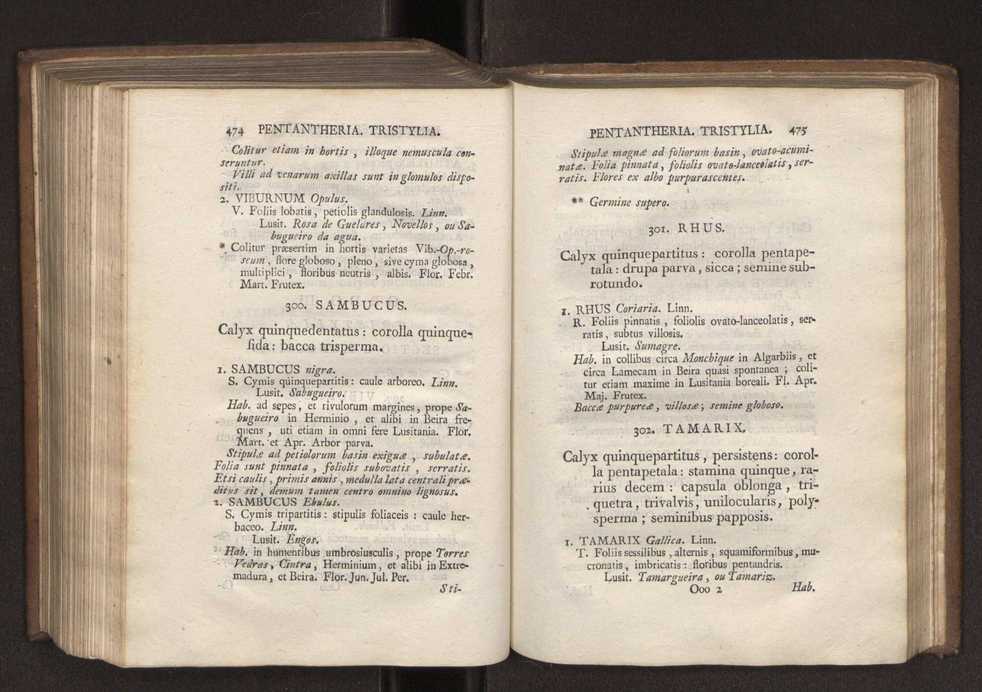 474 PENTANTHERIA. TRISTYLIA.
Colitur etiam in hortis , illoque nemuscula con-
seruntur.
Villi ad venarum axillas sunt in glomulos dispo-
siti.
2. VIBURNUM Opulus.
V. Foliis lobatis , petiolis glandulosis. Linn.
Lusit. Rosa de Gueldres , Novellos , ou Sa-
bugueiro da agua.
* Colitur præsertim in hortis varietas Vib.-Op.-ro-
seum , flore globoso , pleno , sive cyma globosa ,
multiplici , floribus neutris , albis. Flor. Febr.
Mart. Frutex.
300. SAMBUCUS.
Calyx quinquedentatus : corolla quinque-
fida : bacca trisperma.
1. SAMBUCUS nigra.
S. Cymis quinquepartitis : caule arboreo. Linn.
Lusit. Sabugueiro.
Hab. ad sepes , et rivulorum margines , prope Sa-
bugueiro in Herminio , et alibi in Beira fre-
quens , uti etiam in omni fere Lusitania. Flor.
Mart. et Apr. Arbor parva.
Stipulæ ad petiolorum basin exiguæ , subulatæ.
Folia sunt pinnata , foliolis subovatis , serratis.
Etsi caulis , primis annis , medulla lata centrali præ-
ditus sit , demum tamen centro omnino lignosus.
2. SAMBUCUS Ebulus.
S. Cymis tripartitis : stipulis foliaceis : caule her-
baceo. Linn.
Lusit. Engos.
Hab. in humentibus umbrosiusculis , prope Torres
Vedras , Cintra , Herminium , et alibi in Extre-
madura , et Beira. Flor. Jun. Jul. Per.
Sti-
PENTANTHERIA. TRISTYLIA. 475
Stipulæ magnæ ad foliorum basin , ovato-acumi-
natæ. Folia pinnata , foliolis ovato-lanceolatis , ser-
ratis. Flores ex albo purpurascentes.
** Germine supero.
301. RHUS.
Calyx quinquepartitus : corolla pentape-
tala : drupa parva , sicca ; semine sub-
rotundo.
1. RHUS Coriaria. Linn.
R. Foliis pinnatis , foliolis ovato-lanceolatis , ser-
ratis , subtus villosis.
Lusit. Sumagre.
Hab. in collibus circa Monchique in Algarbiis , et
circa Lamecam in Beira quasi spontanea ; coli-
tur etiam maxime in Lusitania boreali. Fl. Apr.
Maj. Frutex.
Baccæ purpureæ , villosæ ; semine globoso.
302. TAMARIX.
Calyx quinquepartitus , persistens : corol-
la pentapetala : stamina quinque , ra-
rius decem : capsula oblonga , tri-
quetra , trivalvis , unilocularis , poly-
sperma ; seminibus papposis.
1. TAMARIX Gallica. Linn.
T. Foliis sessilibus , alternis , squamiformibus , mu-
cronatis , imbricatis : floribus pentandris.
Lusit. Tamargueira , ou Tamariz.
Ooo 2 Hab.